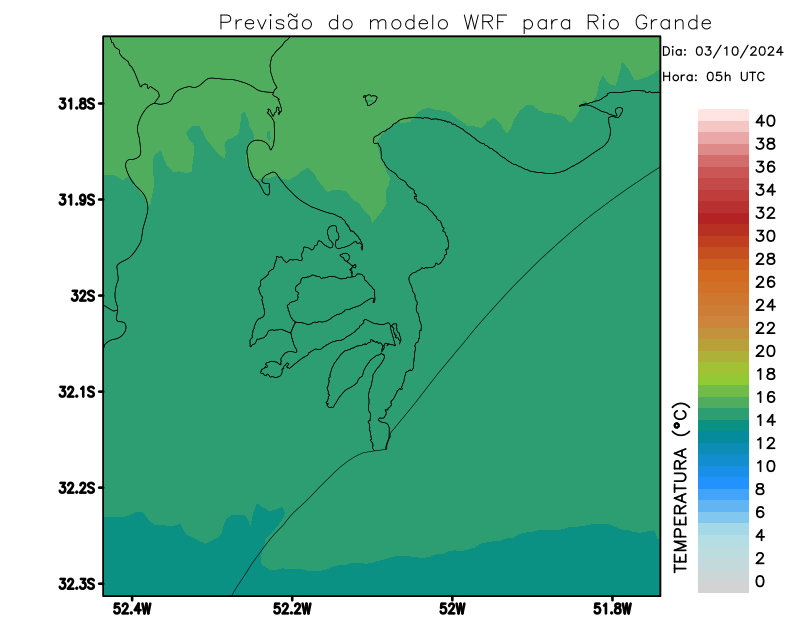 Previsão do modelo WRF para Rio Grande
Dia: 03/10/2024
Hora: 05h UTC
31.8S
31.9S
32S
32.1S
32.2S
32.3S
52.4W
52.2W
52W
51.8W
TEMPERATURA (°C)
40
38
36
34
32
30
28
26
24
22
20
18
16
14
12
10
8
6
4
2
0